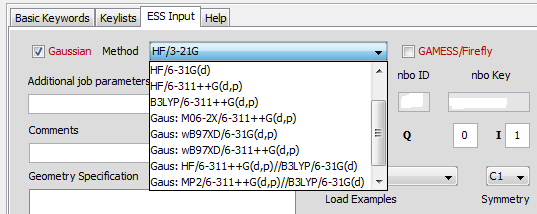 Basic Keywords Keylists ESS Input Help
Gaussian Method HF/3-21G GAMESS/Firefly
HF/6-31G(d)
HF/6-311++G(d,p)
B3LYP/6-311++G(d,p)
Gaus: M06-2X/6-311++G(d,p)
Gaus: wB97XD/6-31G(d)
Gaus: wB97XD/6-311++G(d,p)
Gaus: HF/6-311++G(d,p)//B3LYP/6-31G(d)
Gaus: MP2/6-311++G(d,p)//B3LYP/6-31G(d)
Additional job parameters
nbo ID nbo Key
Comments
Q 0 I 1
Geometry Specification
C1
Load Examples Symmetry